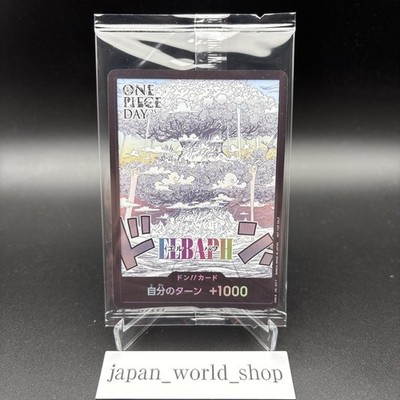 ONE
PIECE
DAY
ドン
ELBAPH
ドン!!カード
自分のターン +1000
japan_world_shop